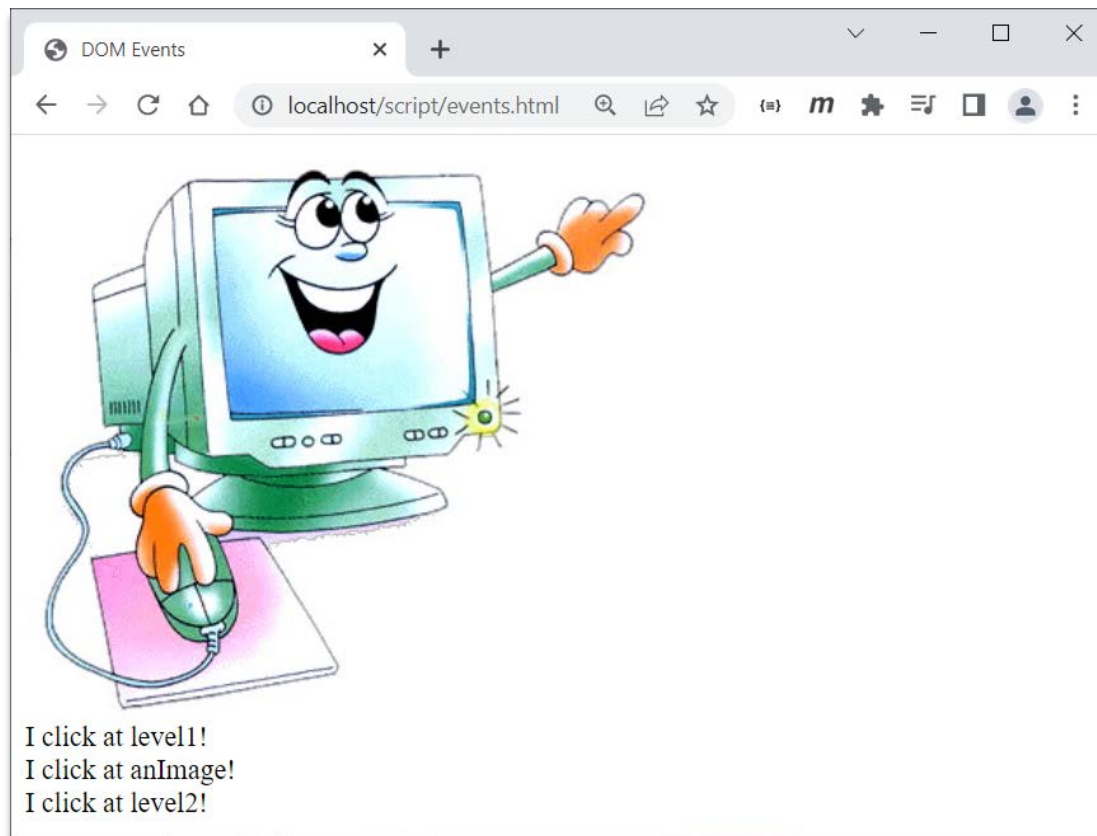 DOM Events
localhost/script/events.html
m
I click at level1!
I click at anImage!
I click at level2!